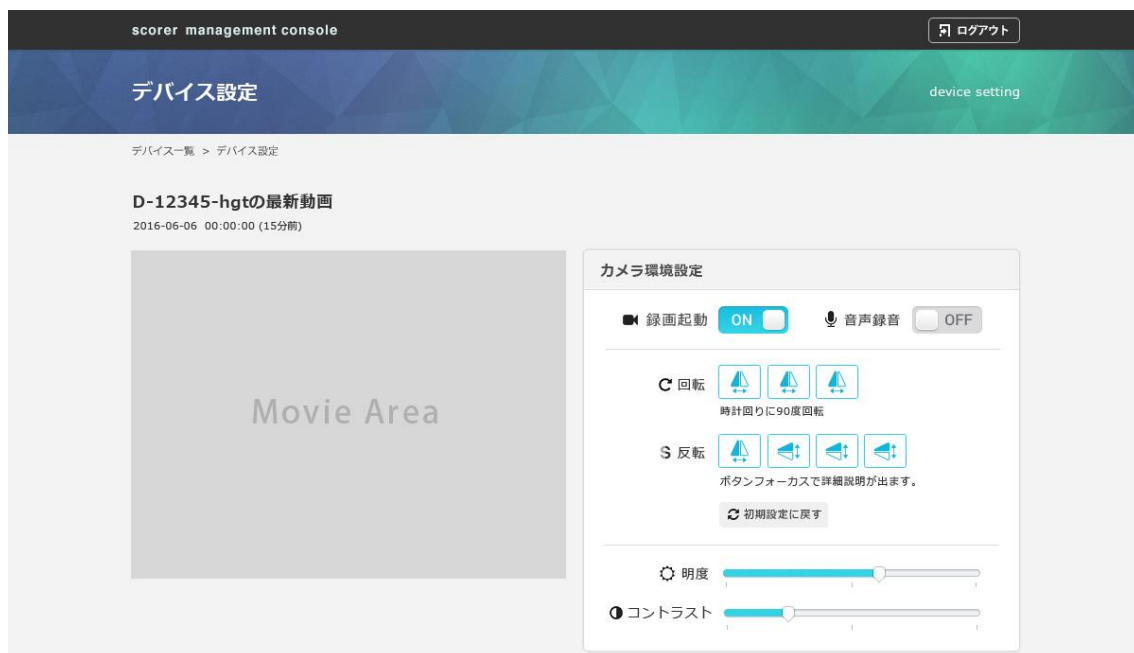 scorer management console
ログアウト
デバイス設定
device setting
デバイス一覧 > デバイス設定
D-12345-hgtの最新動画
2016-06-06 00:00:00 (15分前)
Movie Area
カメラ環境設定
録画起動 ON 音声録音 OFF
回転
時計回りに90度回転
反転
ボタンフォーカスで詳細説明が出ます。
初期設定に戻す
明度
コントラスト